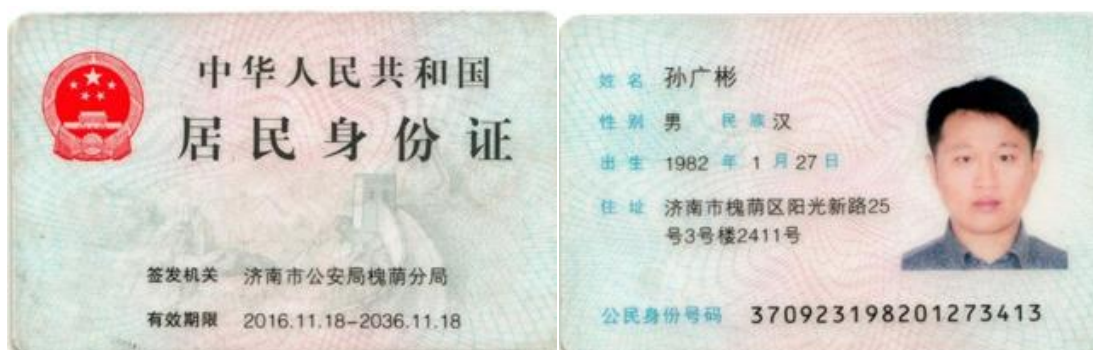 中华人民共和国
居民身份证
签发机关 济南市公安局槐荫分局
有效期限 2016.11.18-2036.11.18
姓名 孙广彬
性别 男 民族 汉
出生 1982 年 1 月 27 日
住址 济南市槐荫区阳光新路25
号3号楼2411号
公民身份号码 370923198201273413